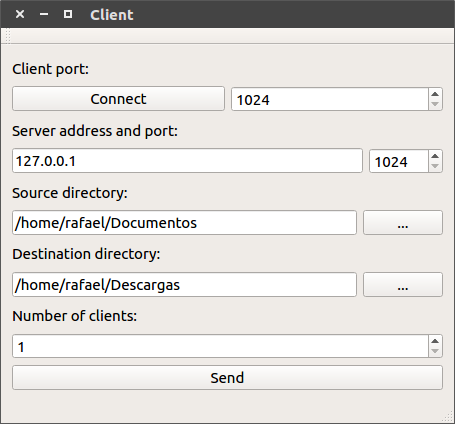 Client
Client port:
Connect 1024
Server address and port:
127.0.0.1 1024
Source directory:
/home/rafael/Documentos ...
Destination directory:
/home/rafael/Descargas ...
Number of clients:
1
Send